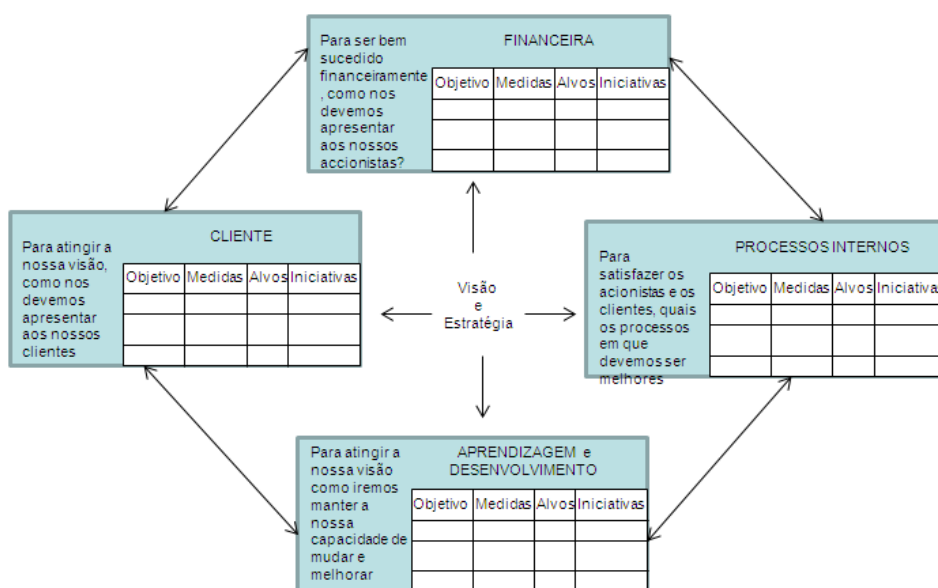 Para ser bem
sucedido
financeiramente
, como nos
devemos
apresentar
aos nossos
accionistas?
FINANCEIRA
Objetivo Medidas Alvos Iniciativas
Para atingir a
nossa visão,
como nos
devemos
apresentar
aos nossos
clientes
CLIENTE
Objetivo Medidas Alvos Iniciativas
Visão
e
Estratégia
Para
satisfazer os
acionistas e os
clientes, quais
os processos
em que
devemos ser
melhores
PROCESSOS INTERNOS
Objetivo Medidas Alvos Iniciativa
Para atingir a
nossa visão
como iremos
manter a
nossa
capacidade de
mudar e
melhorar
APRENDIZAGEM e
DESENVOLVIMENTO
Objetivo Medidas Alvos Iniciativas